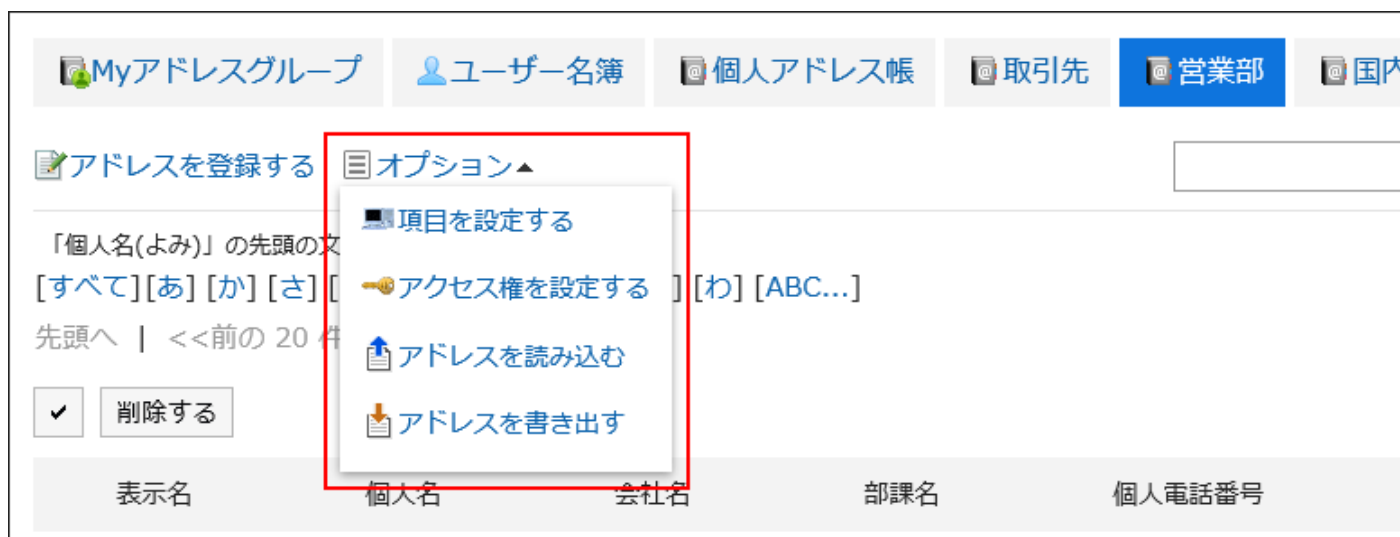 Myアドレスグループ ユーザー名簿 個人アドレス帳 取引先 営業部 国内
アドレスを登録する オプション▲
項目を設定する
「個人名(よみ)」の先頭の文
アクセス権を設定する
[すべて][あ] [か] [さ] [ ] [わ] [ABC...]
先頭へ | <<前の 20 件
アドレスを読み込む
アドレスを書き出す
削除する
表示名 個人名 会社名 部課名 個人電話番号